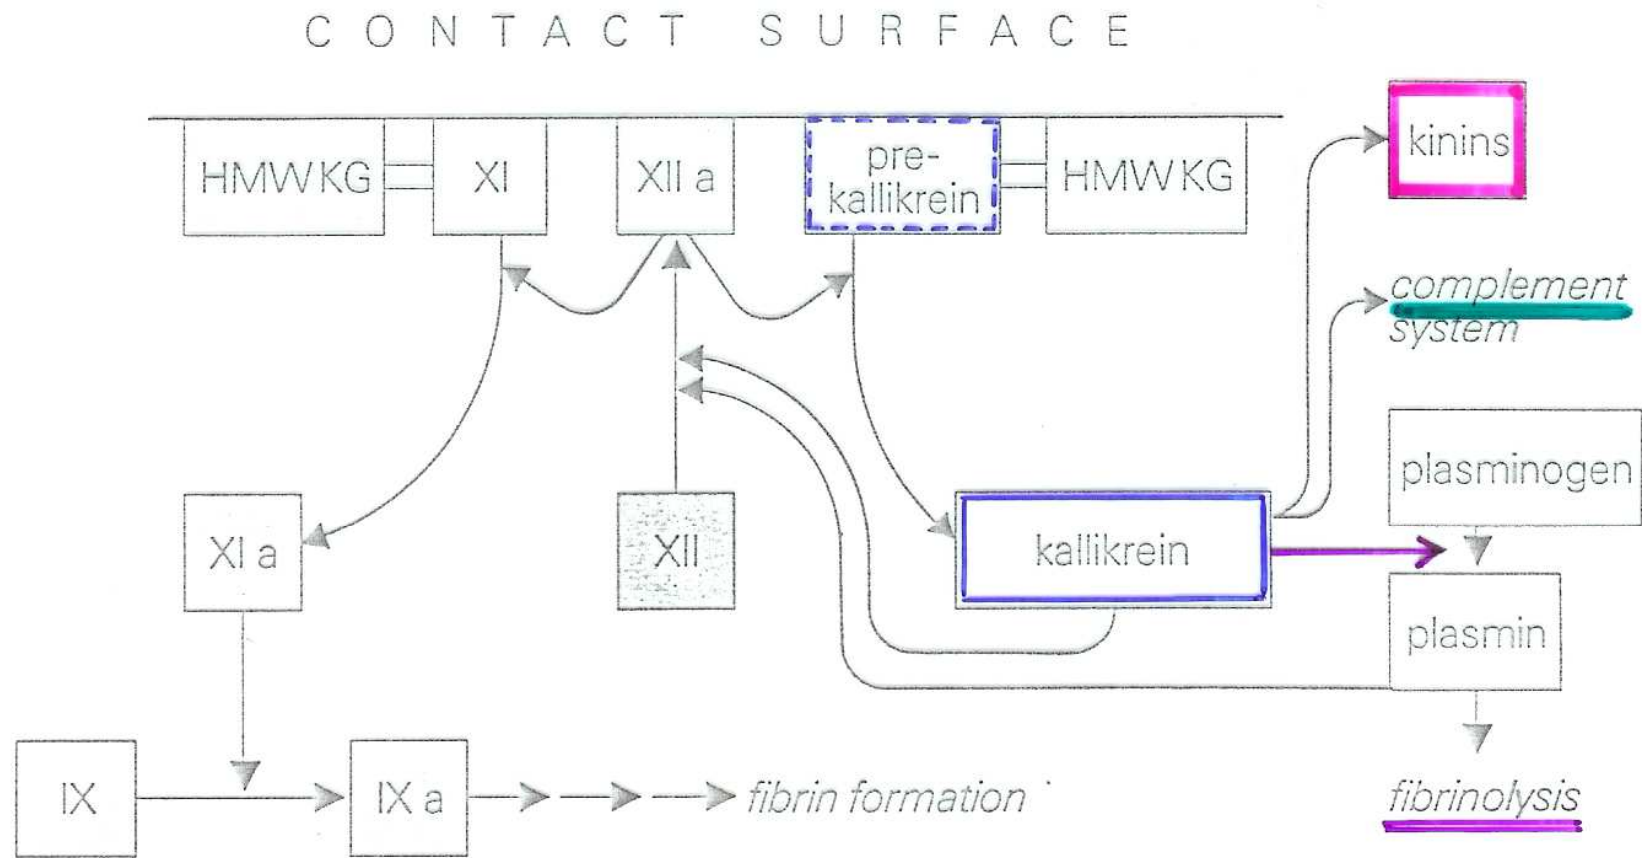 CONTACT SURFACE
HMWKG
XI
XII a
pre-
kallikrein
HMWKG
kinins
complement
system
plasminogen
XI a
XII
kallikrein
plasmin
IX
IX a
fibrin formation
fibrinolysis